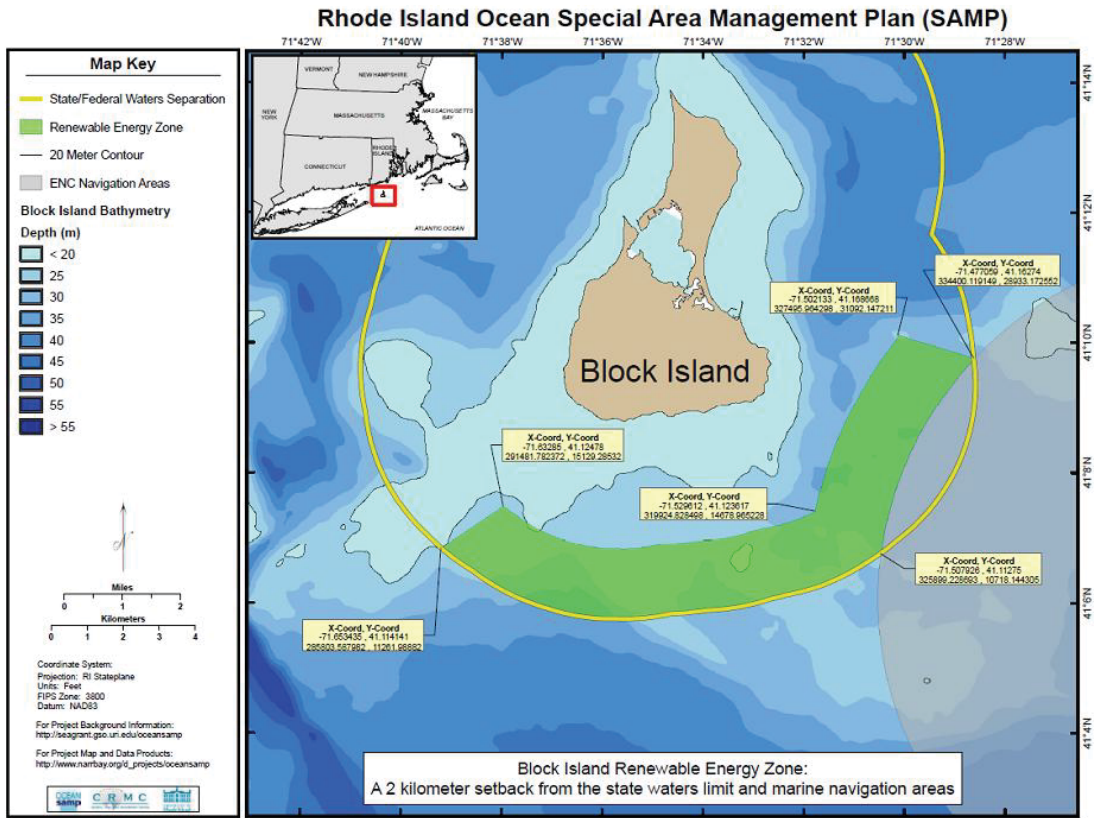 Rhode Island Ocean Special Area Management Plan (SAMP)
71°42'W 71°40'W 71°38'W 71°36'W 71°34'W 71°32'W 71°30'W 71°28'W
Map Key
State/Federal Waters Separation
Renewable Energy Zone
20 Meter Contour
ENC Navigation Areas
Block Island Bathymetry
Depth (m)
< 20
25
30
35
40
45
50
55
> 55
N
Miles
0 1 2
Kilometers
0 1 2 3 4
Coordinate System:
Projection: RI Stateplane
Units: Feet
FIPS Zone: 3800
Datum: NAD83
For Project Background Information:
http://seagrant.gso.uri.edu/oceansamp
For Project Map and Data Products:
http://www.narrbay.org/d_projects/oceansamp
OCEAN
samp
CRMC
VERMONT
NEW HAMPSHIRE
NEW
YORK
MASSACHUSETTS
MASSACHUSETTS
BAY
CONNECTICUT
RHODE
ISLAND
ATLANTIC OCEAN
41°14'N
41°12'N
41°10'N
41°8'N
41°6'N
41°4'N
X-Coord, Y-Coord
-71.477059 , 41.16274
334400.119149 , 28933.172552
X-Coord, Y-Coord
-71.502133 , 41.168668
327495.964298 , 31092.147211
Block Island
X-Coord, Y-Coord
-71.63285 , 41.12478
291481.782372 , 15129.28532
X-Coord, Y-Coord
-71.529612 , 41.123617
319924.828498 , 14678.965228
X-Coord, Y-Coord
-71.507926 , 41.11275
325899.228693 , 10718.144305
X-Coord, Y-Coord
-71.653435 , 41.114141
285803.587982 , 11261.98882
Block Island Renewable Energy Zone:
A 2 kilometer setback from the state waters limit and marine navigation areas